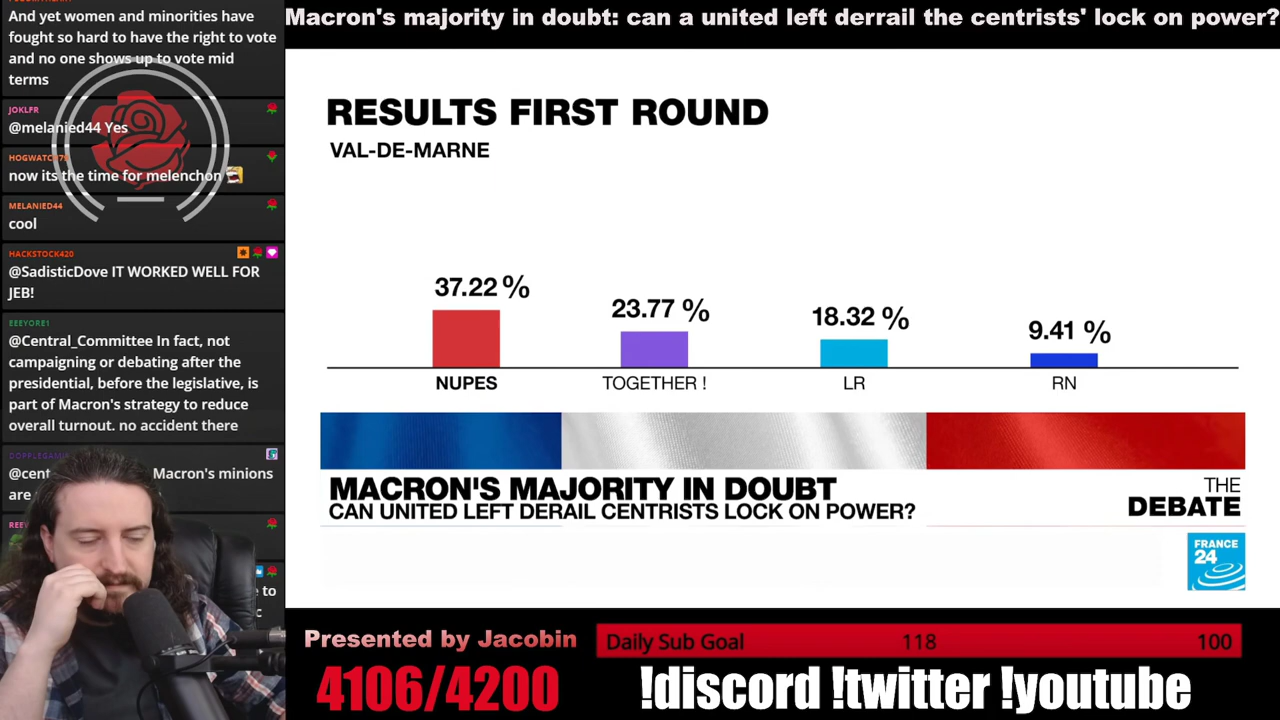 And yet women and minorities have
fought so hard to have the right to vote
and no one shows up to vote mid
terms
JOKLFR
@melanied44 Yes
now its the time for melenchon
MELANIED44
cool
HACKSTOCK420
@SadisticDove IT WORKED WELL FOR
JEB!
EEEYORE1
@Central_Committee In fact, not
campaigning or debating after the
presidential, before the legislative, is
part of Macron's strategy to reduce
overall turnout. no accident there
Macron's minions
are
to
Macron's majority in doubt: can a united left derrail the centrists' lock on power?
RESULTS FIRST ROUND
VAL-DE-MARNE
37.22 %
23.77 %
18.32 %
9.41 %
NUPES
TOGETHER !
LR
RN
MACRON'S MAJORITY IN DOUBT
CAN UNITED LEFT DERAIL CENTRISTS LOCK ON POWER?
THE
DEBATE
FRANCE
24
Presented by Jacobin
Daily Sub Goal 118 100
4106/4200
!discord !twitter !youtube